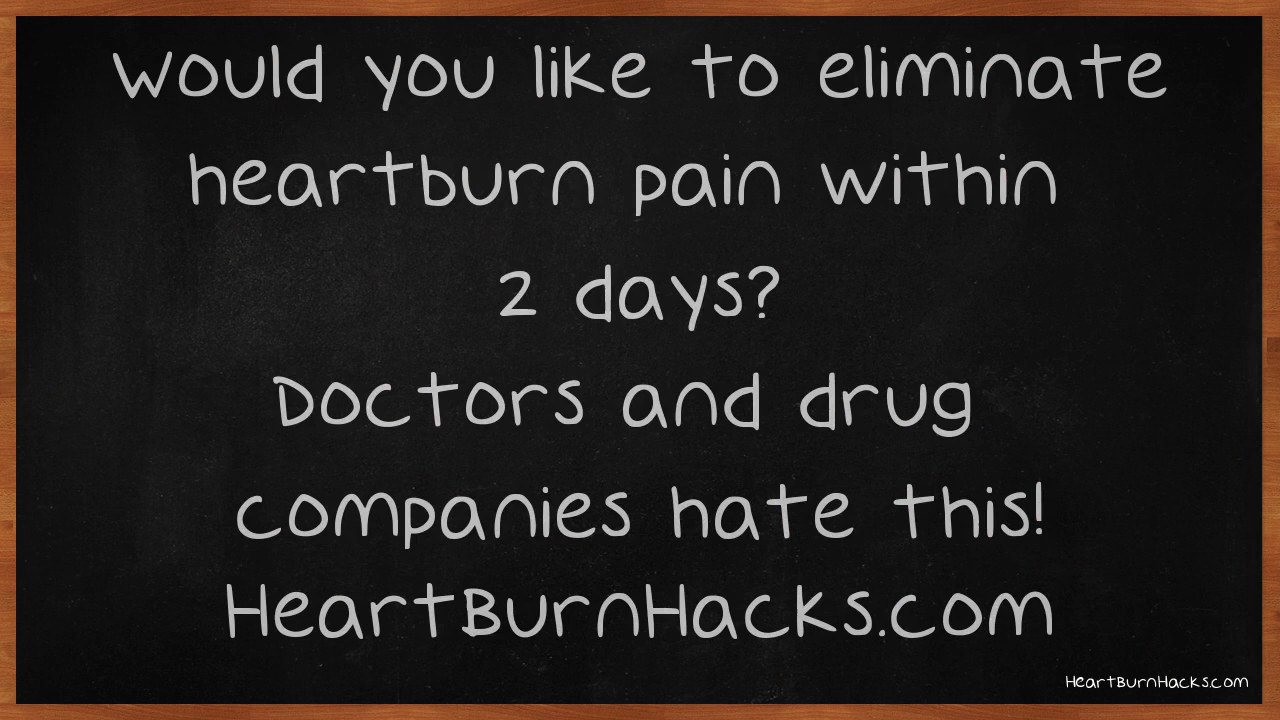 Would you like to eliminate
heartburn pain within
2 days?
Doctors and drug
companies hate this!
HeartBurnHacks.com
HeartBurnHacks.com